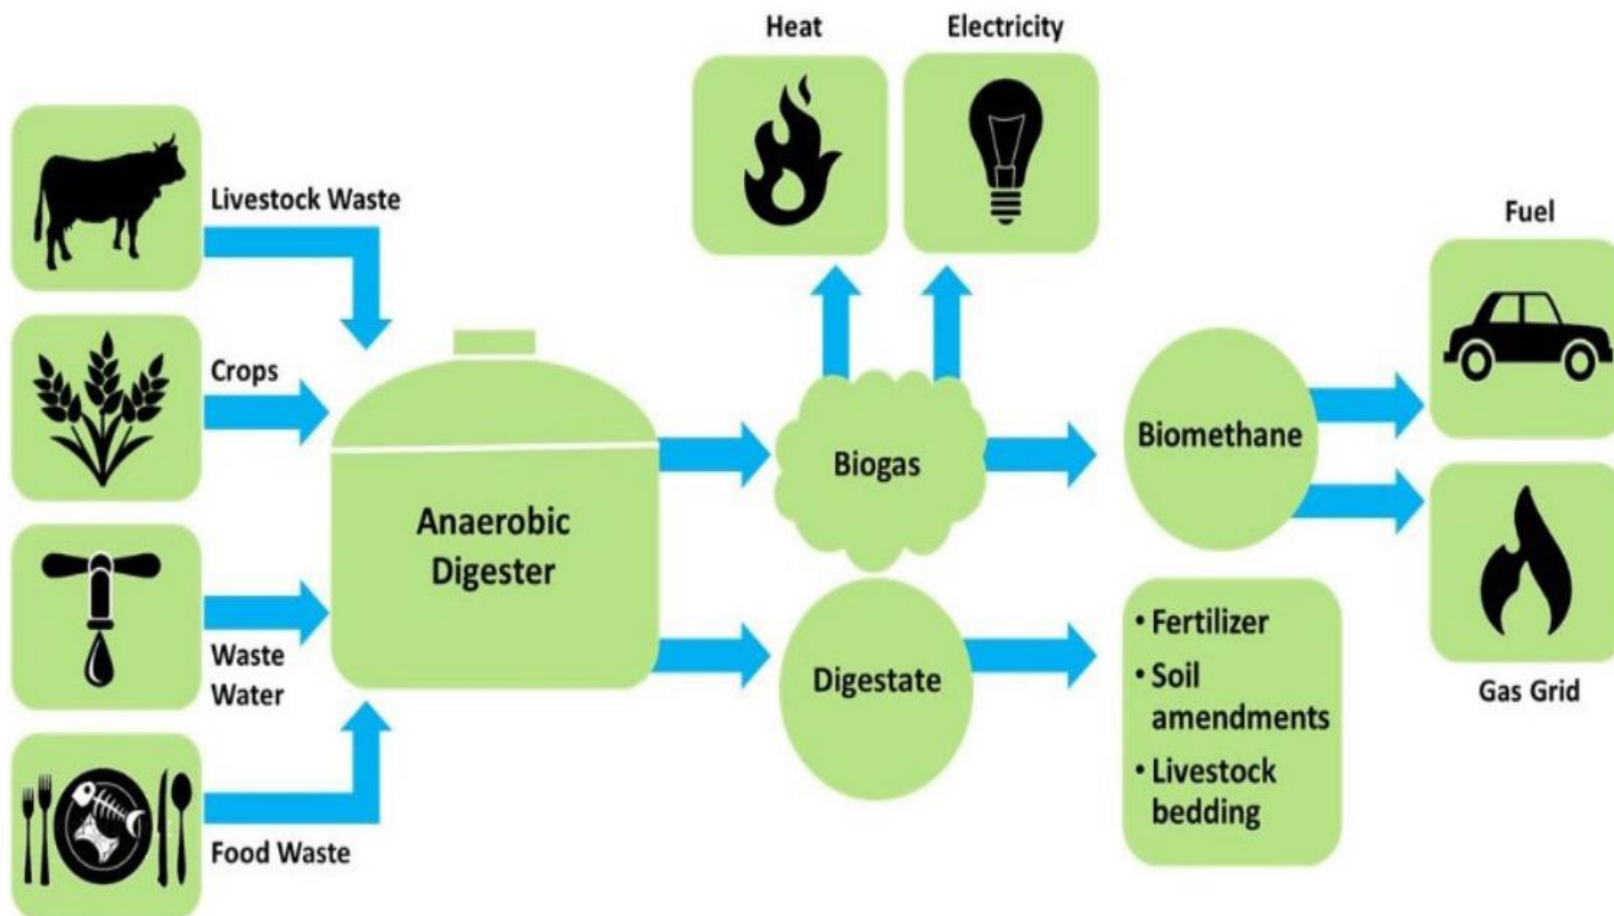 Heat
Electricity
Livestock Waste
Fuel
Crops
Biogas
Biomethane
Anaerobic
Digester
Waste
Water
Digestate
• Fertilizer
• Soil
amendments
• Livestock
bedding
Gas Grid
Food Waste